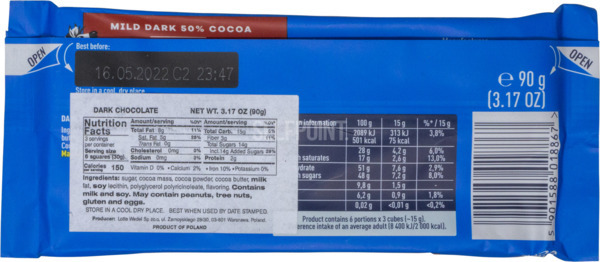 MILD DARK 50% COCOA
OPEN
Best before:
16.05.2022 C2 23:47
Store in a cool, dry place
e 90 g
(3.17 OZ)
OPEN
DARK CHOCOLATE NET WT. 3.17 OZ (90g)
Nutrition Facts
3 servings per container
Serving size
6 squares (30g)
Calories 150
Amount/serving %DV*
Total Fat 9g 11%
Sat. Fat 5g
Trans Fat 0g
Cholesterol 0mg 0%
Sodium 0mg 0%
Amount/serving %DV*
Total Carb. 15g
Fiber 3g 11%
Total Sugar 14g
Incl.14g Added Sugars
Protein 2g
Vitamin D 0% • Calcium 2% • Iron 10% • Potassium 0%
Ingredients: sugar, cocoa mass, cocoa powder, cocoa butter, milk
fat, soy lecithin, polyglycerol polyricinoleate, flavoring. Contains
milk and soy. May contain peanuts, tree nuts,
gluten and eggs.
STORE IN A COOL DRY PLACE. BEST WHEN USED BY DATE STAMPED.
Producer: Lotte Wedel Sp. z o.o.
PRODUCT OF POLAND
information 100 g 15 g %* / 15 g
2089 kJ 313 kJ 3,8%
501 kcal 75 kcal
28 g 4,2 g 6,0%
saturates 17 g 2,6 g 13,0%
51 g 7,6 g 2,9%
sugars 48 g 7,2 g 8,0%
9,8 g 1,5 g –
6,2 g 0,9 g 1,8%
0,02 g <0,01 g <0,2%
Product contains 6 portions x 3 cubes (~15 g).
intake of an average adult (8 400 kJ/2 000 kcal).
5 901588 018867